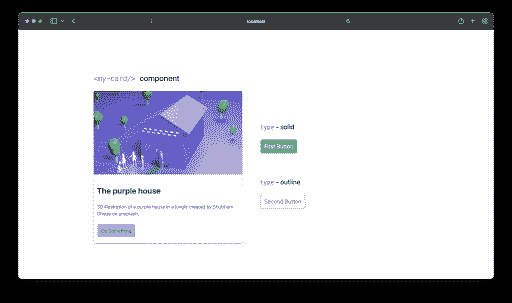 localhost
<my-card/> component
The purple house
3D illustration of a purple house in a jungle created by Shubham
Dhage on unsplash.
Do Something
type - solid
First Button
type - outline
Second Button